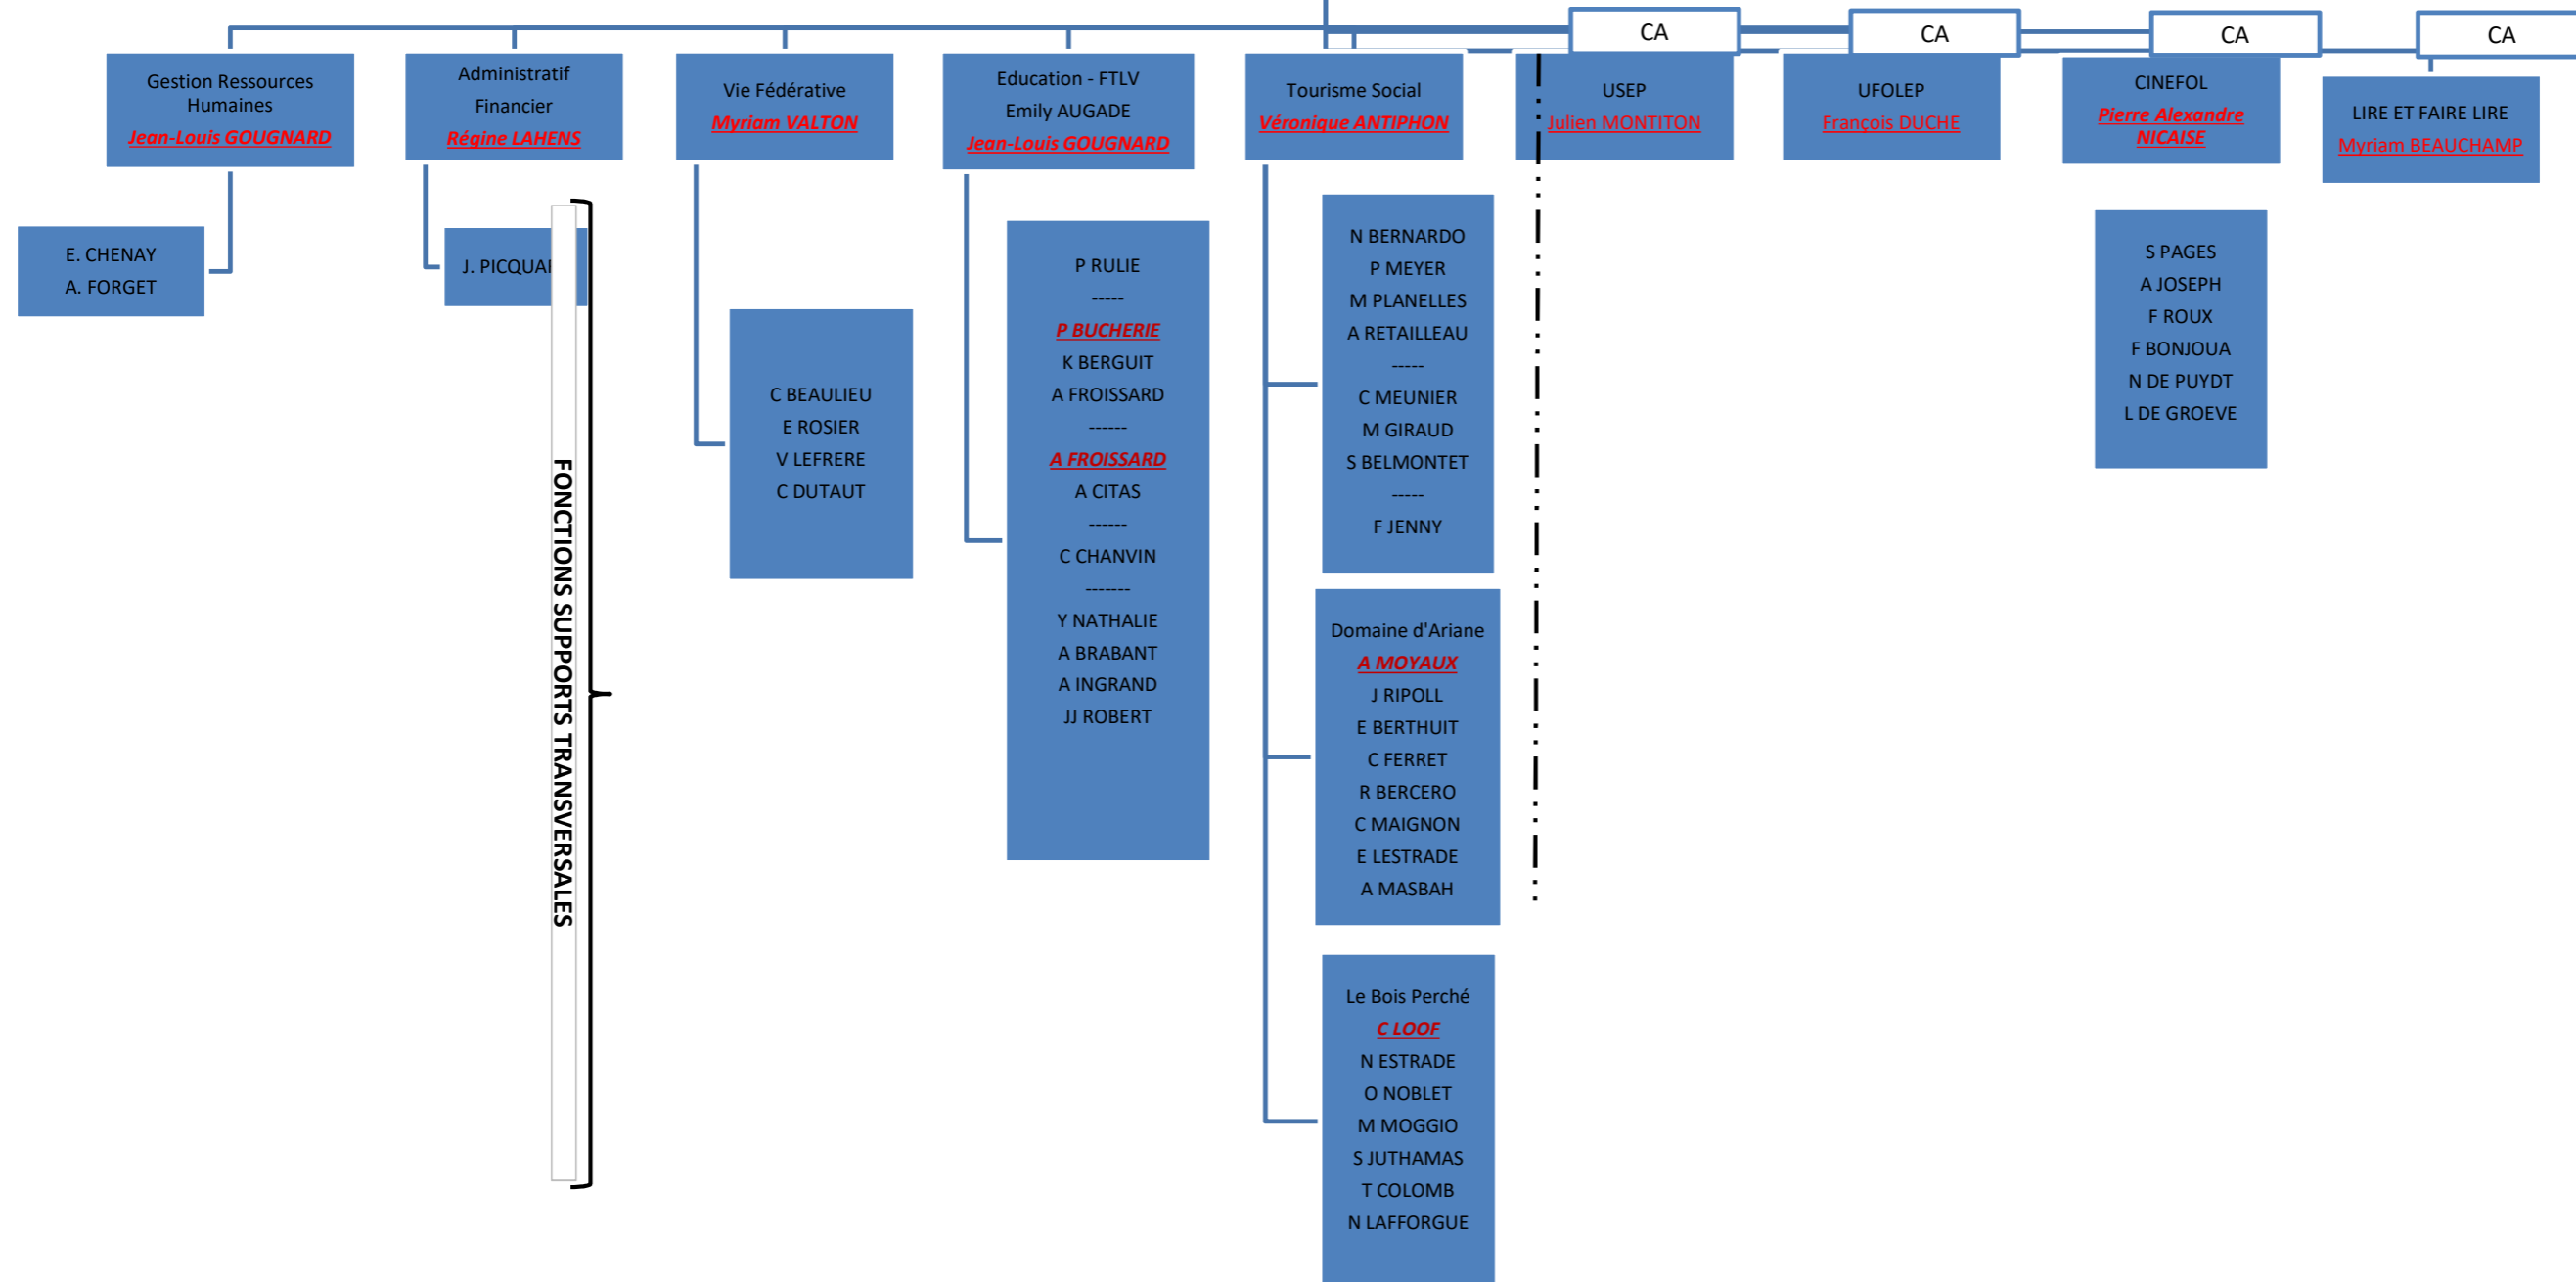 CA
CA
CA
CA
Gestion Ressources
Humaines
Jean-Louis GOUGNARD
Administratif
Financier
Régine LAHENS
Vie Fédérative
Myriam VALTON
Education - FTLV
Emily AUGADE
Jean-Louis GOUGNARD
Tourisme Social
Véronique ANTIPHON
USEP
Julien MONTITON
UFOLEP
François DUCHE
CINEFOL
Pierre Alexandre
NICAISE
LIRE ET FAIRE LIRE
Myriam BEAUCHAMP
E. CHENAY
A. FORGET
J.
FONCTIONS SUPPORTS TRANSVERSALES
C BEAULIEU
E ROSIER
V LEFRERE
C DUTAUT
P RULIE
-----
P BUCHERIE
K BERGUIT
A FROISSARD
------
A FROISSARD
A CITAS
------
C CHANVIN
-------
Y NATHALIE
A BRABANT
A INGRAND
JJ ROBERT
N BERNARDO
P MEYER
M PLANELLES
A RETAILLEAU
-----
C MEUNIER
M GIRAUD
S BELMONTET
-----
F JENNY
Domaine d'Ariane
A MOYAUX
J RIPOLL
E BERTHUIT
C FERRET
R BERCERO
C MAIGNON
E LESTRADE
A MASBAH
Le Bois Perché
C LOOF
N ESTRADE
O NOBLET
M MOGGIO
S JUTHAMAS
T COLOMB
N LAFFORGUE
S PAGES
A JOSEPH
F ROUX
F BONJOUA
N DE PUYDT
L DE GROEVE